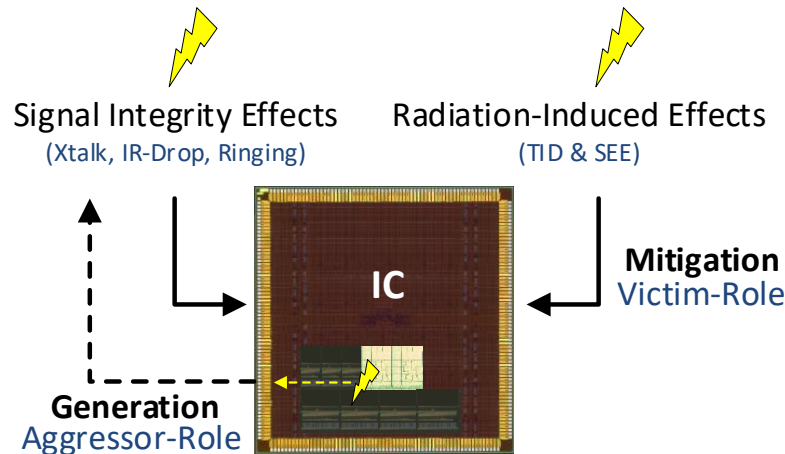 Signal Integrity Effects
(Xtalk, IR-Drop, Ringing)
Radiation-Induced Effects
(TID & SEE)
IC
Mitigation
Victim-Role
Generation
Aggressor-Role